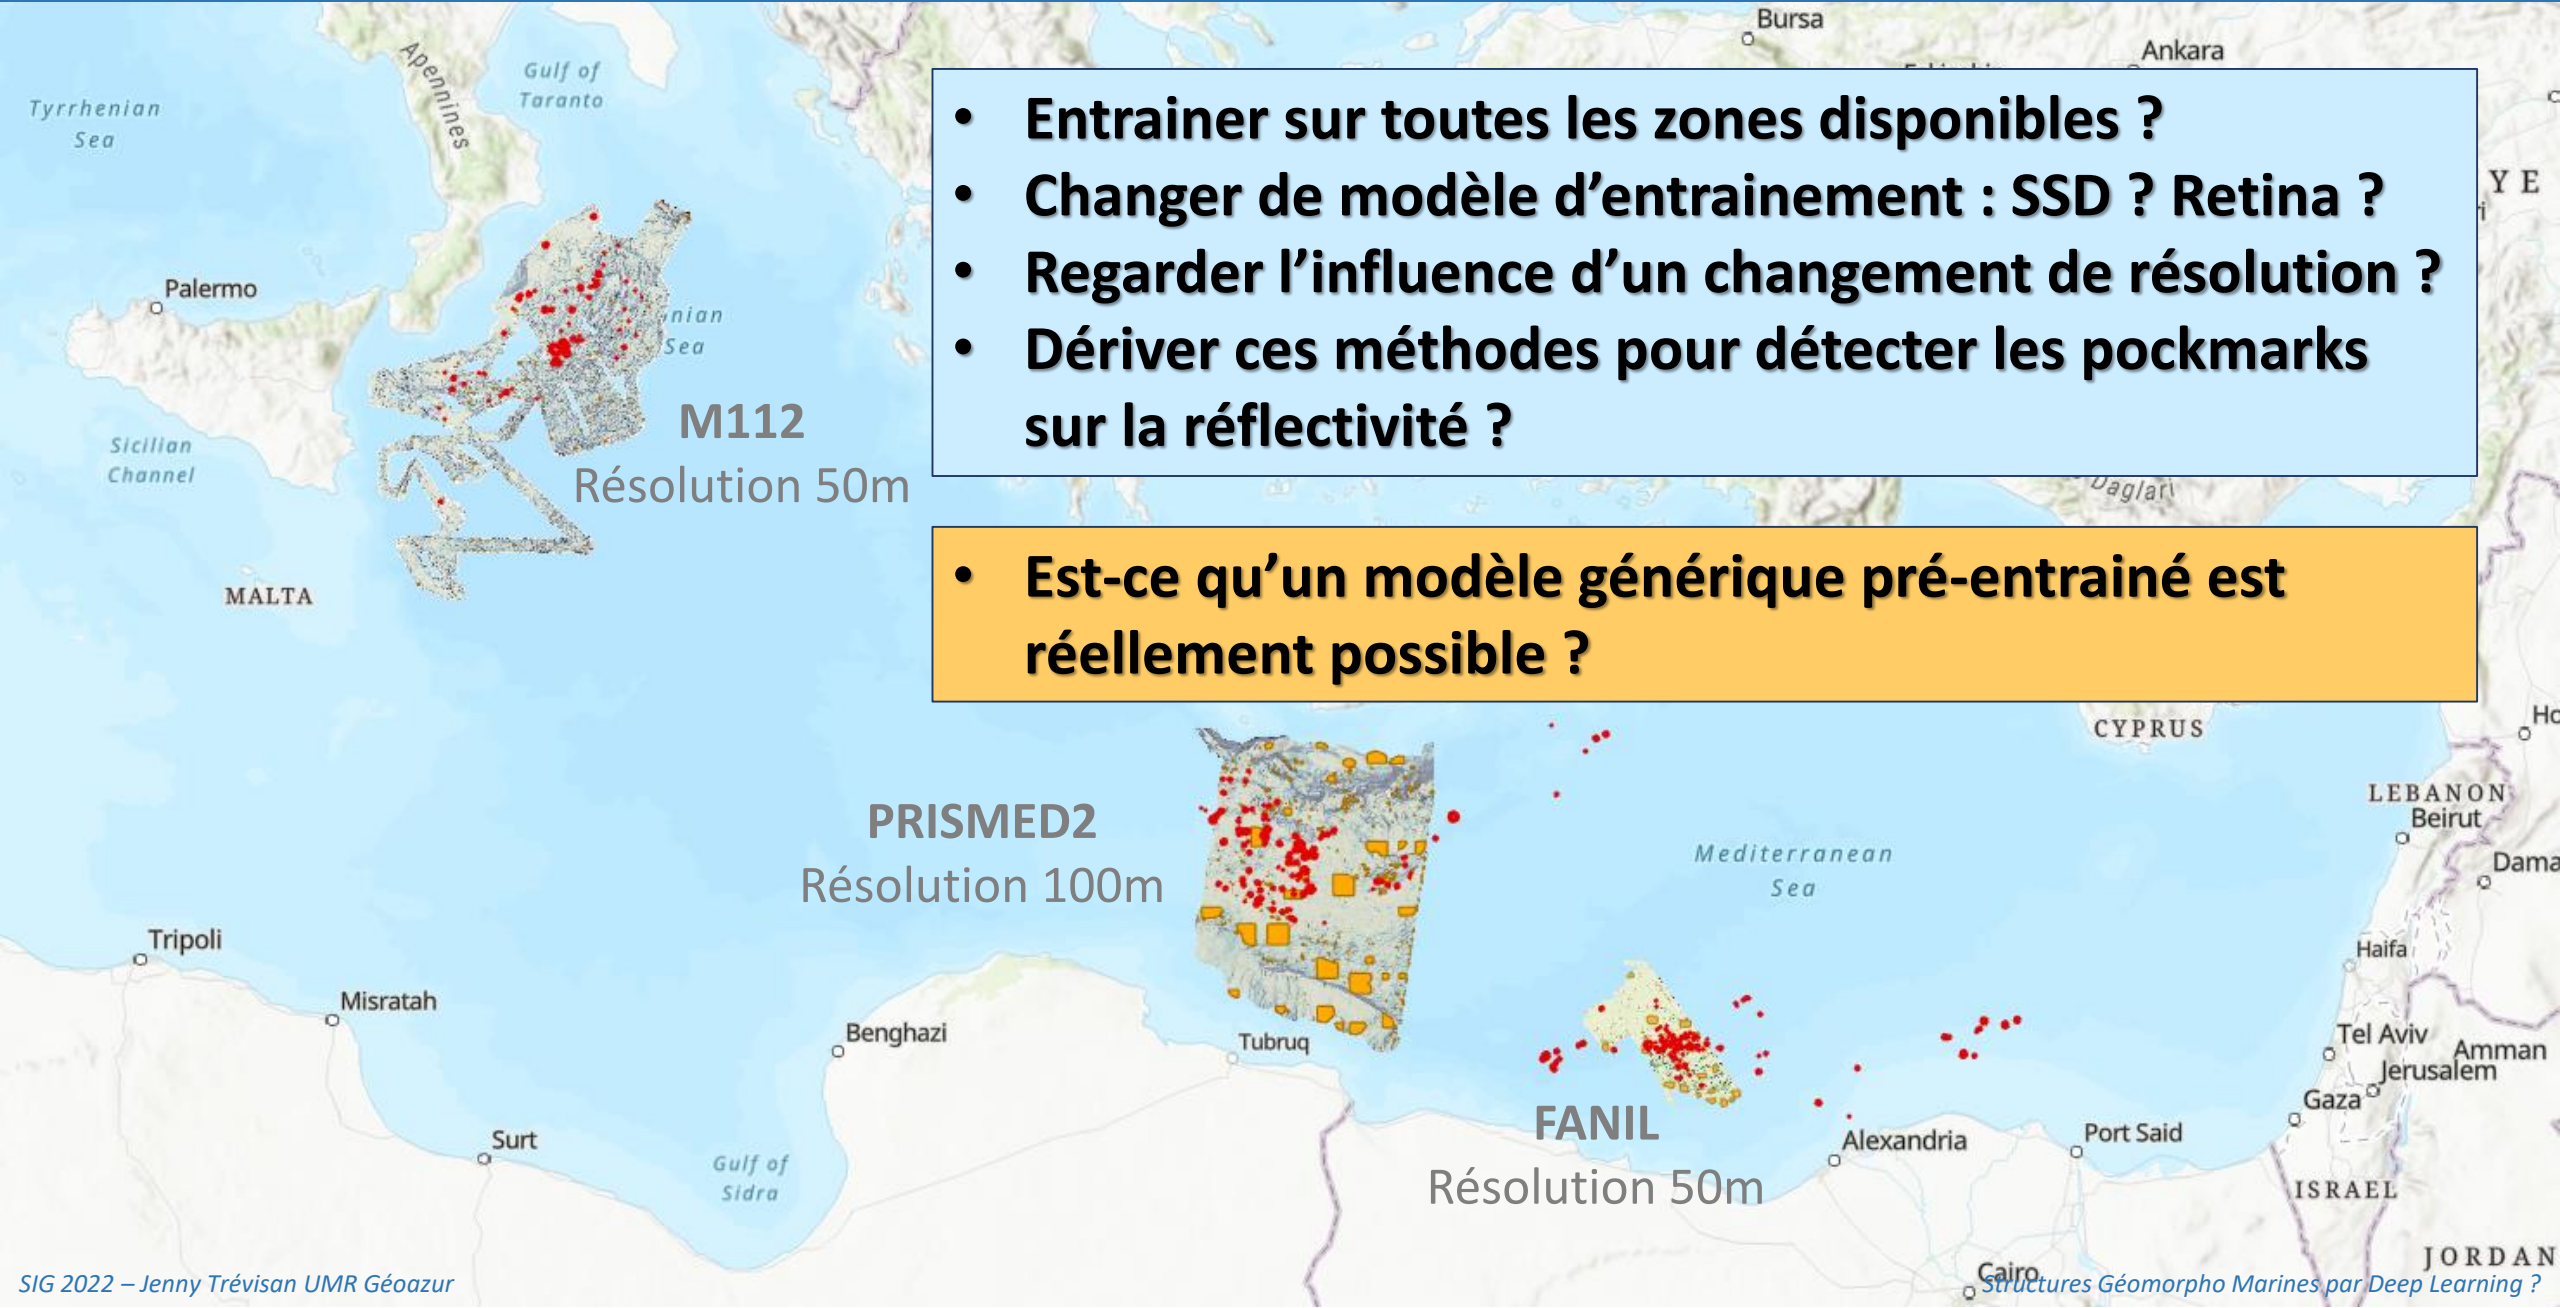 Bursa
Ankara
Apennines
Gulf of
Taranto
Tyrrhenian
Sea
• Entrainer sur toutes les zones disponibles ?
• Changer de modèle d’entrainement : SSD ? Retina ?
• Regarder l’influence d’un changement de résolution ?
• Dériver ces méthodes pour détecter les pockmarks
sur la réflectivité ?
Palermo
Sea
M112
Résolution 50m
Sicilian
Channel
Daglari
• Est-ce qu’un modèle générique pré-entrainé est
réellement possible ?
MALTA
CYPRUS
LEBANON
Beirut
PRISMED2
Résolution 100m
Mediterranean
Sea
Tripoli
Haifa
Misratah
Benghazi
Tubruq
Tel Aviv
Amman
Jerusalem
Gaza
FANIL
Résolution 50m
Alexandria
Port Said
Surt
Gulf of
Sidra
ISRAEL
JORDAN
Cairo
SIG 2022 – Jenny Trévisan UMR Géoazur
Structures Géomorpho Marines par Deep Learning ?